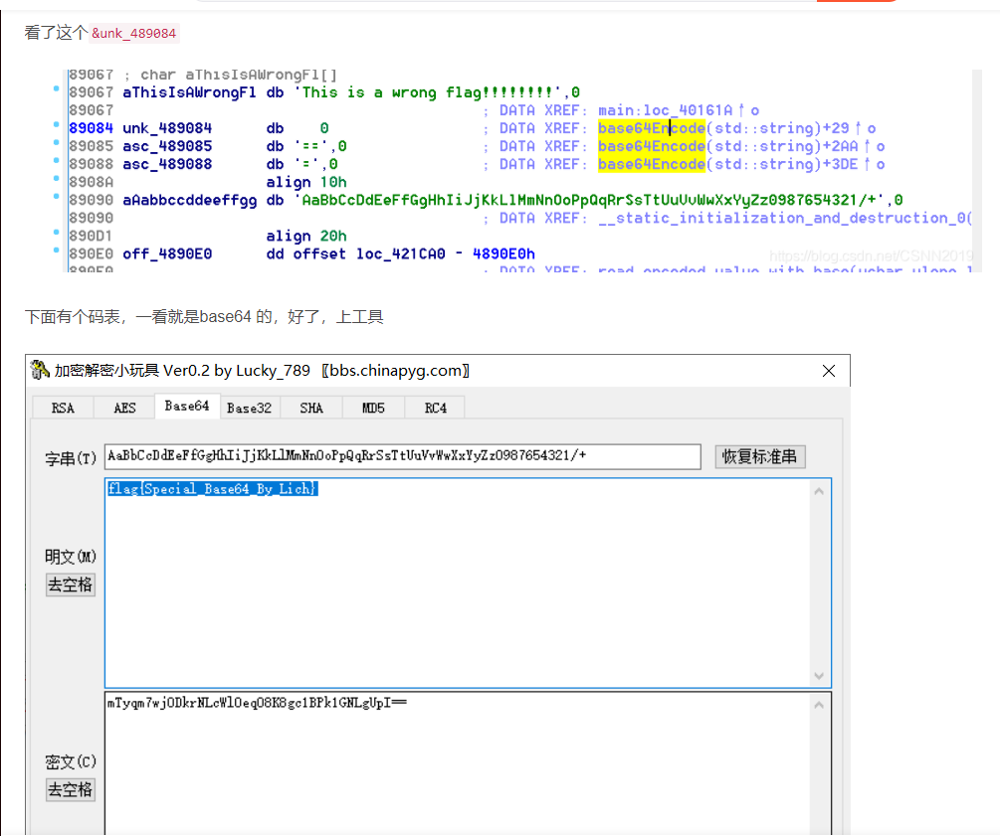 看了这个 &unk_489084
89067 ; char aThisIsAWrongFl[]
89067 aThisIsAWrongFl db 'This is a wrong flag!!!!!!!!',0
89067 ; DATA XREF: main:loc_40161A↑o
89084 unk_489084 db 0 ; DATA XREF: base64Encode(std::string)+29↑o
89085 asc_489085 db '==',0 ; DATA XREF: base64Encode(std::string)+2AA↑o
89088 asc_489088 db '=',0 ; DATA XREF: base64Encode(std::string)+3DE↑o
8908A align 10h
89090 aAabbccddeeffgg db 'AaBbCcDdEeFfGgHhIiJjKkLlMmNnOoPpQqRrSsTtUuVvWwXxYyZz0987654321/+',0
89090 ; DATA XREF: __static_initialization_and_destruction_0(
890D1 align 20h
890E0 off_4890E0 dd offset loc_421CA0 - 4890E0h
https://blog.csdn.net/CSNN2019
890E0 ; DATA XREF: read_encoded_value_with_base(uchar,ulong,
下面有个码表，一看就是base64 的，好了，上工具
加密解密小玩具 Ver0.2 by Lucky_789 〖bbs.chinapyg.com〗
RSA AES Base64 Base32 SHA MD5 RC4
字串(T) AaBbCcDdEeFfGgHhIiJjKkLlMmNnOoPpQqRrSsTtUuVvWwXxYyZz0987654321/+ 恢复标准串
flag{Special_Base64_By_Lich}
明文(M)
去空格
mTyqm7wjODkrNLcWl0eqO8K8gc1BPk1GNLgUpI==
密文(C)
去空格